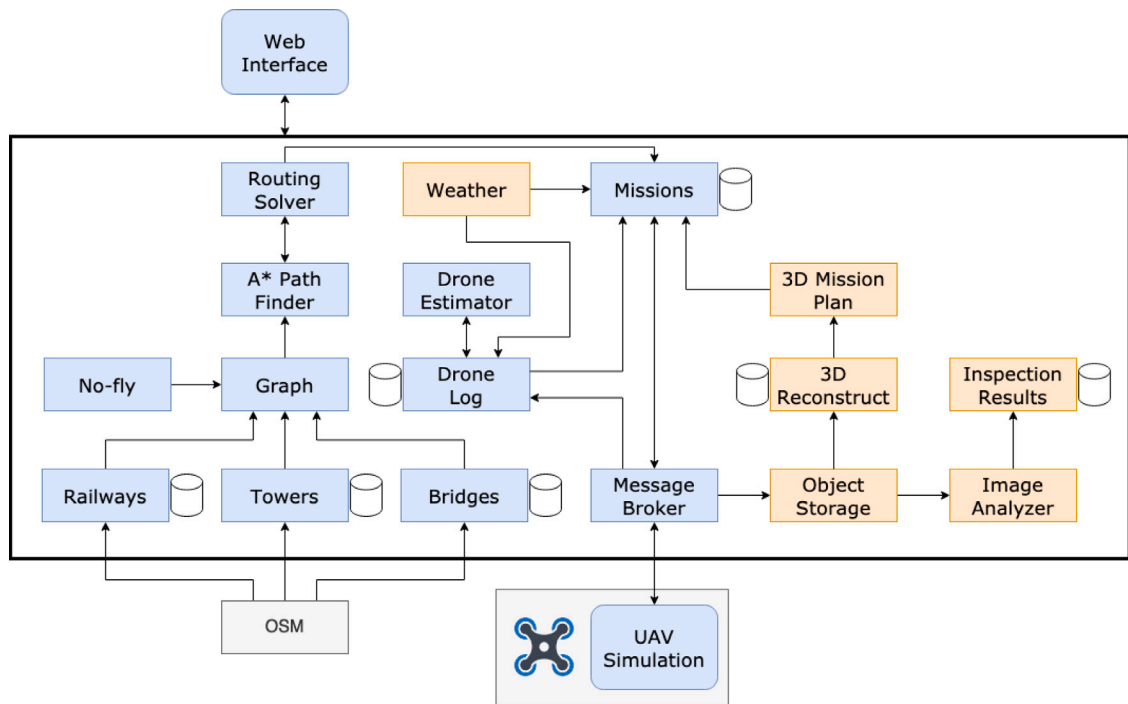 Web
Interface
Routing
Solver
Weather
Missions
A* Path
Finder
Drone
Estimator
3D Mission
Plan
No-fly
Graph
Drone
Log
3D
Reconstruct
Inspection
Results
Railways
Towers
Bridges
Message
Broker
Object
Storage
Image
Analyzer
OSM
UAV
Simulation